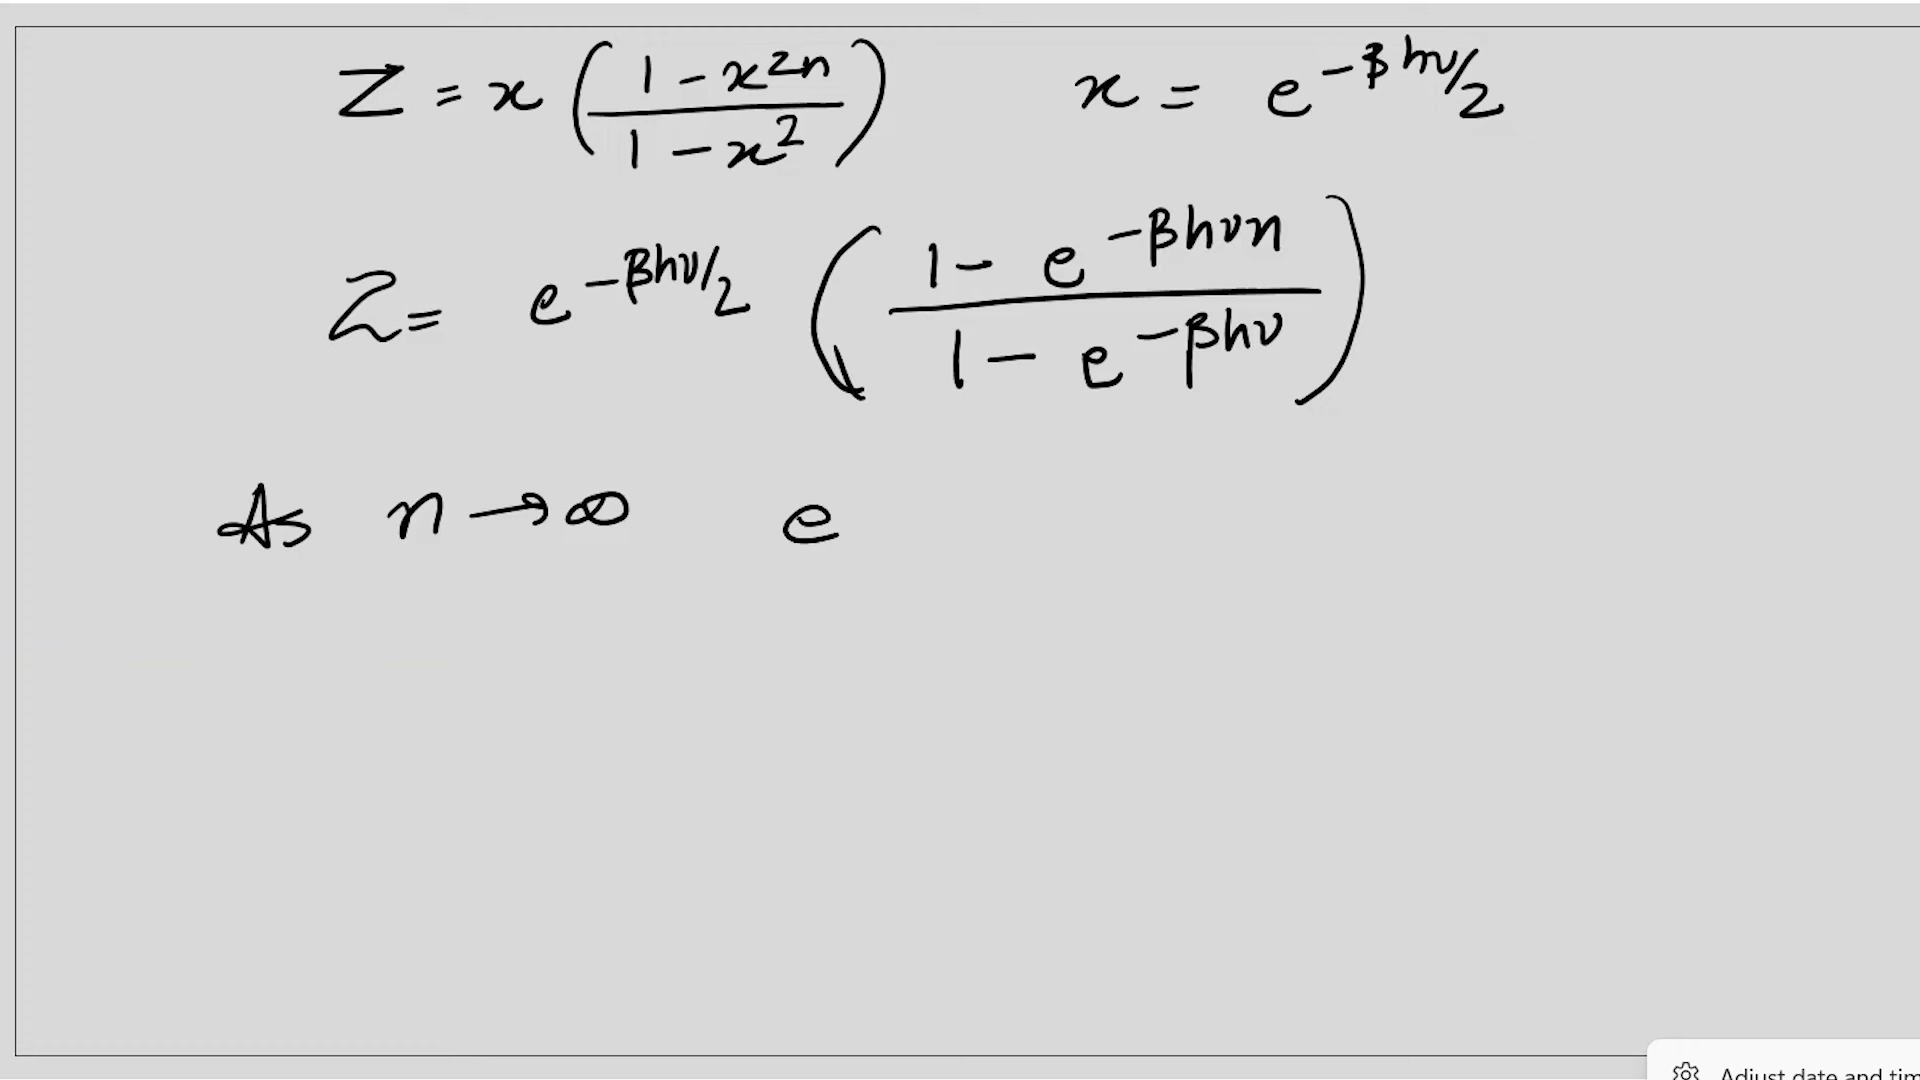 Z = x ( (1 - x^{2n}) / (1 - x^2) )    x = e^{-βhν/2}
Z = e^{-βhν/2} ( (1 - e^{-βhνn}) / (1 - e^{-βhν}) )
As n → ∞    e
Adjust date and tim